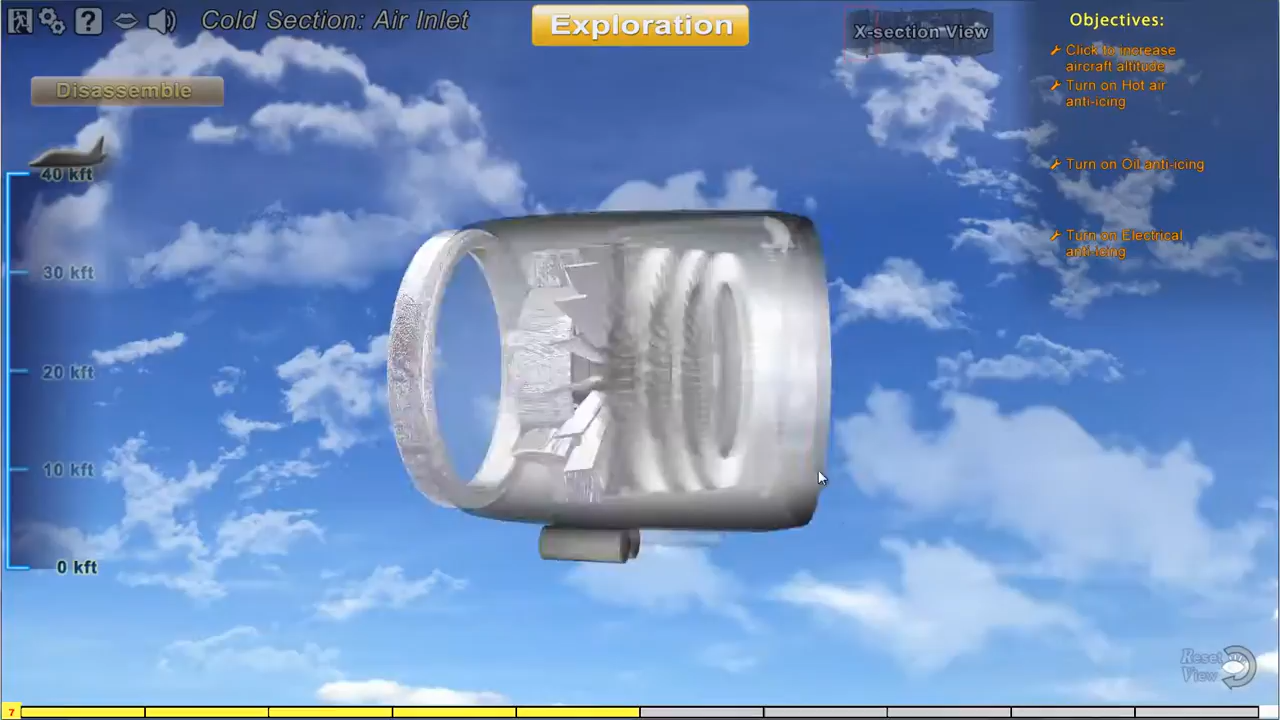 Cold Section: Air Inlet
Exploration
X-section View
Objectives:
Click to increase
aircraft altitude
Turn on Hot air
anti-icing
Turn on Oil anti-icing
Turn on Electrical
anti-icing
Disassemble
40 kft
30 kft
20 kft
10 kft
0 kft
Reset
View
?
7